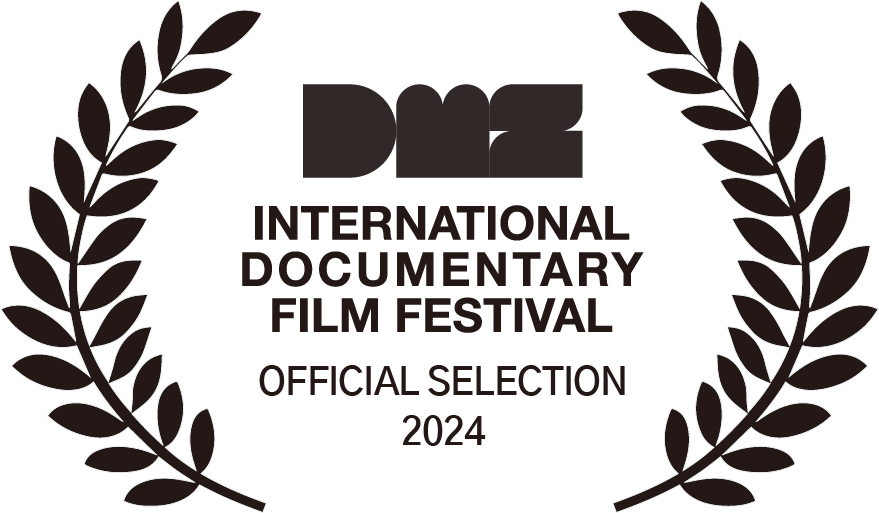 DMZ
INTERNATIONAL
DOCUMENTARY
FILM FESTIVAL
OFFICIAL SELECTION
2024